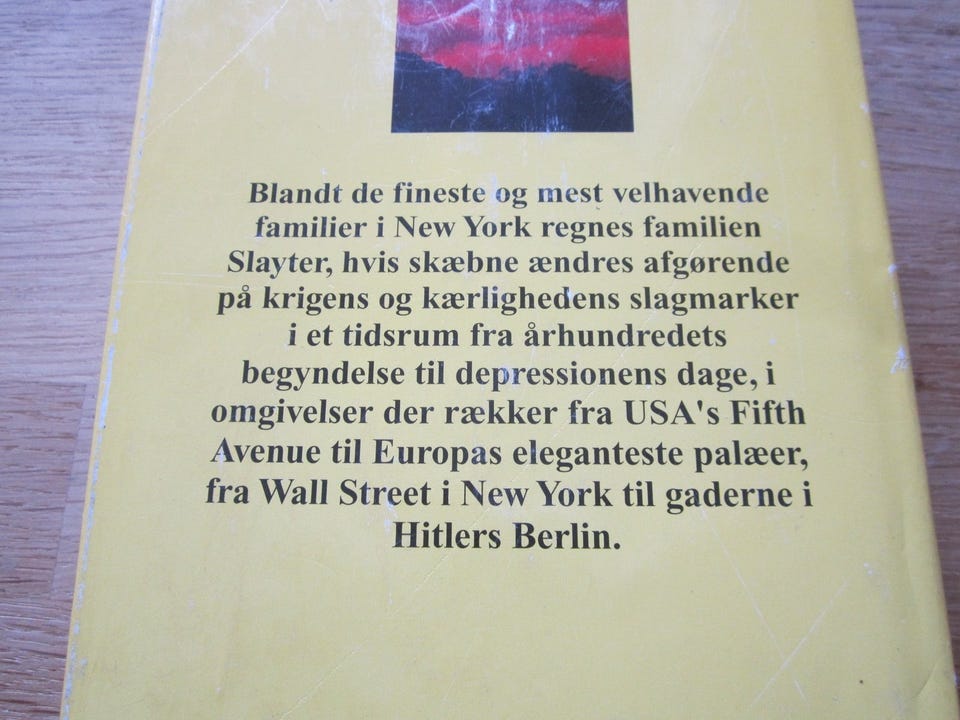 Blandt de fineste og mest velhavende
familier i New York regnes familien
Slayter, hvis skæbne ændres afgørende
på krigens og kærlighedens slagmarker
i et tidsrum fra århundredets
begyndelse til depressionens dage, i
omgivelser der rækker fra USA's Fifth
Avenue til Europas eleganteste palæer,
fra Wall Street i New York til gaderne i
Hitlers Berlin.